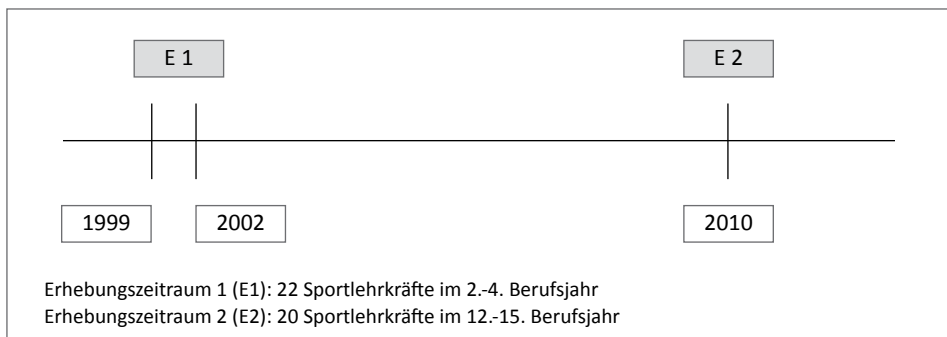 E 1
E 2
1999
2002
2010
Erhebungszeitraum 1 (E1): 22 Sportlehrkräfte im 2.-4. Berufsjahr
Erhebungszeitraum 2 (E2): 20 Sportlehrkräfte im 12.-15. Berufsjahr